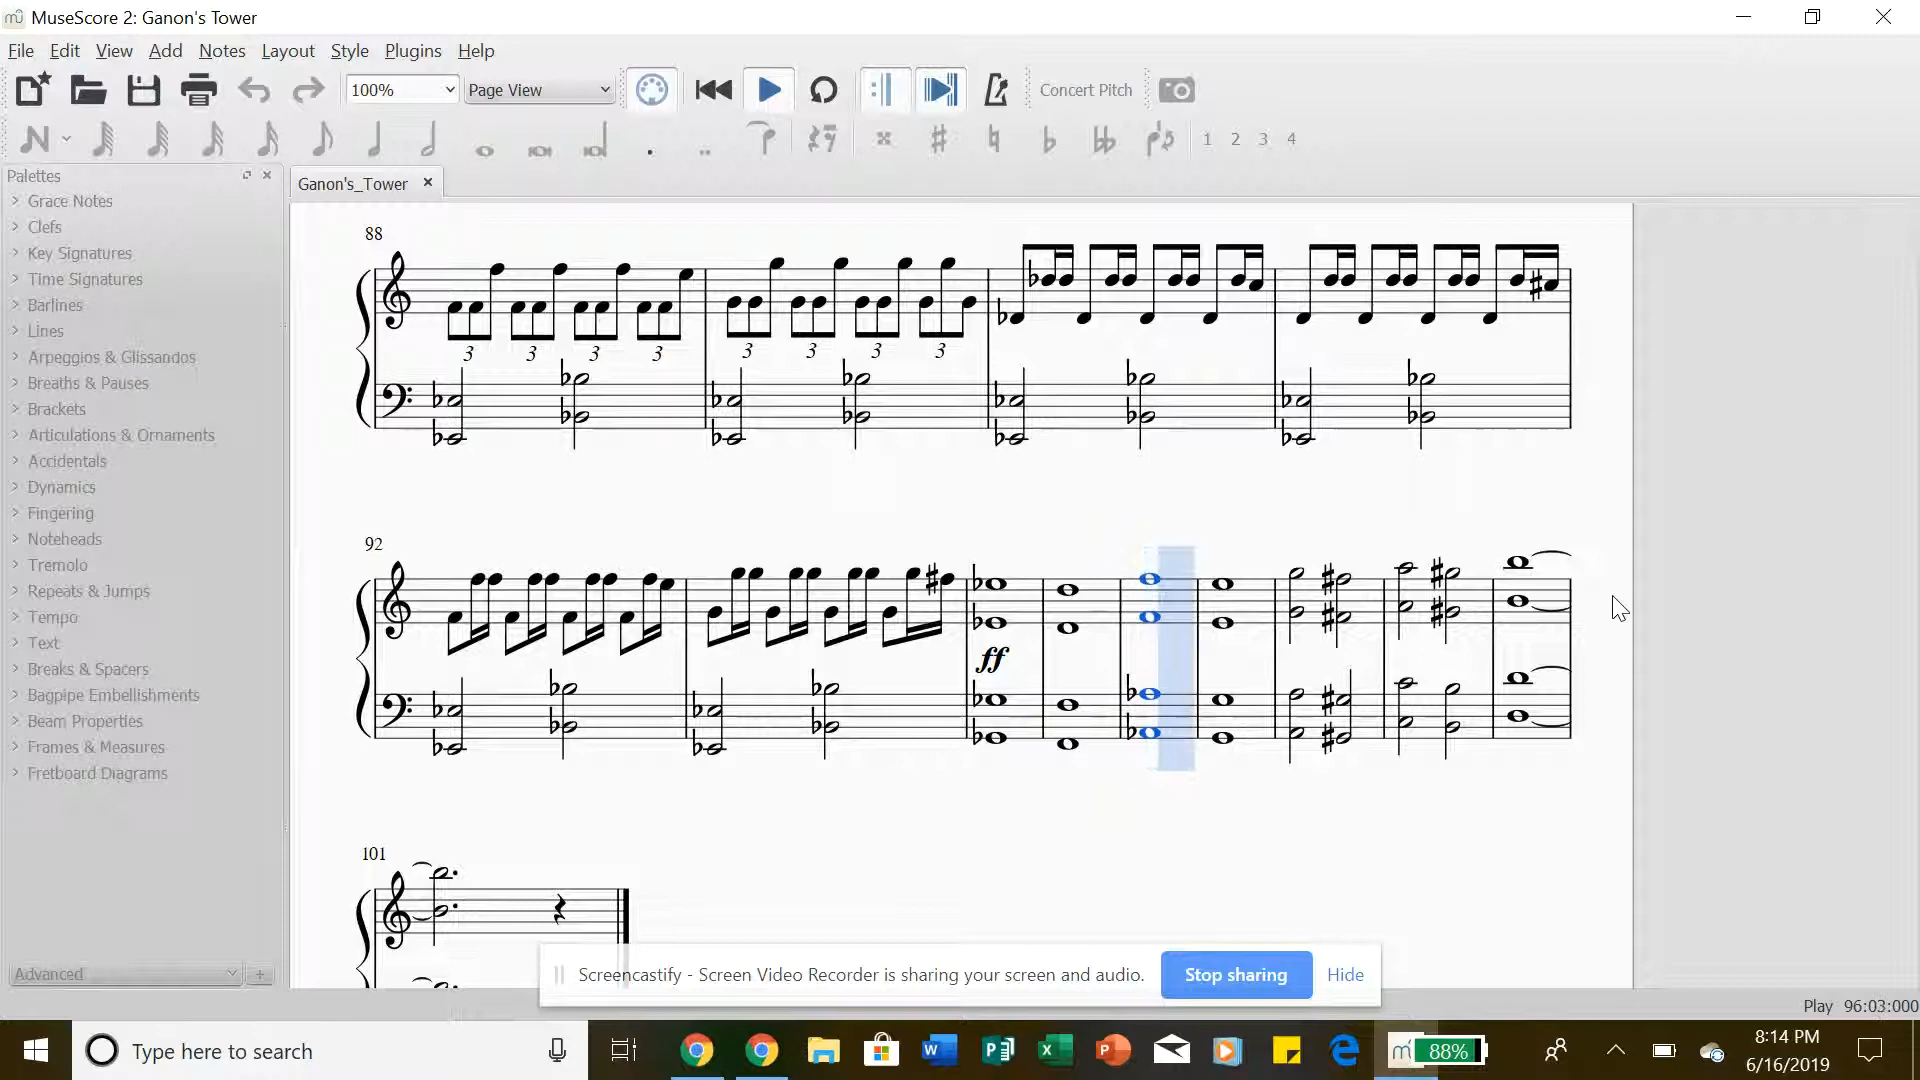 MuseScore 2: Ganon's Tower
File Edit View Add Notes Layout Style Plugins Help
100% Page View Concert Pitch
1 2 3 4
Palettes
Grace Notes
Clefs
Key Signatures
Time Signatures
Barlines
Lines
Arpeggios & Glissandos
Breaths & Pauses
Brackets
Articulations & Ornaments
Accidentals
Dynamics
Fingering
Noteheads
Tremolo
Repeats & Jumps
Tempo
Text
Breaks & Spacers
Bagpipe Embellishments
Beam Properties
Frames & Measures
Fretboard Diagrams
Advanced
Ganon's_Tower
88
3 3 3 3 3 3 3 3
92
ff
101
Screencastify - Screen Video Recorder is sharing your screen and audio. Stop sharing Hide
Play 96:03:000
Type here to search
88%
8:14 PM
6/16/2019